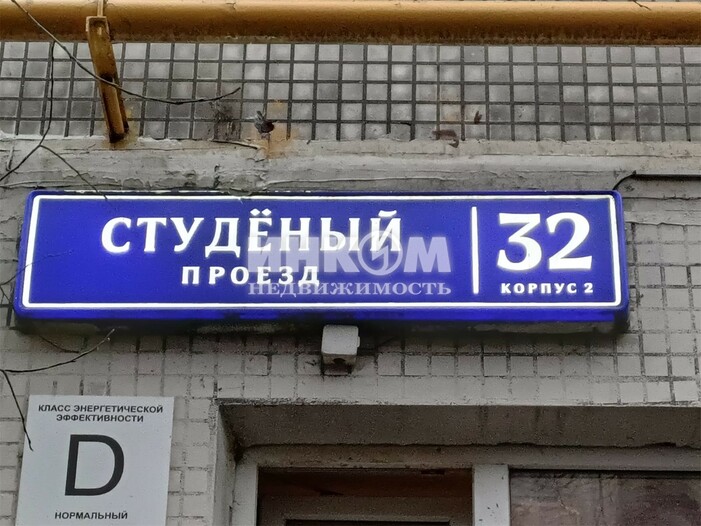 СТУДЁНЫЙ
ПРОЕЗД
32
КОРПУС 2
ИНКОМ
НЕДВИЖИМОСТЬ
КЛАСС ЭНЕРГЕТИЧЕСКОЙ
ЭФФЕКТИВНОСТИ
D
НОРМАЛЬНЫЙ